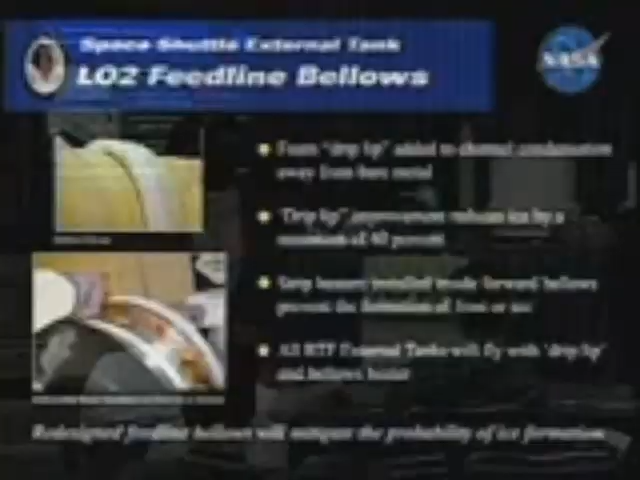 Space Shuttle External Tank
LO2 Feedline Bellows
NASA
Foam "drip lip" added to channel condensation
away from bare metal
"Drip lip" improvement reduces ice by a
minimum of 40 percent
Strip heaters installed inside forward bellows
prevent the formation of frost or ice
All RTF External Tanks will fly with "drip lip"
and bellows heater
Redesigned feedline bellows will mitigate the probability of ice formation